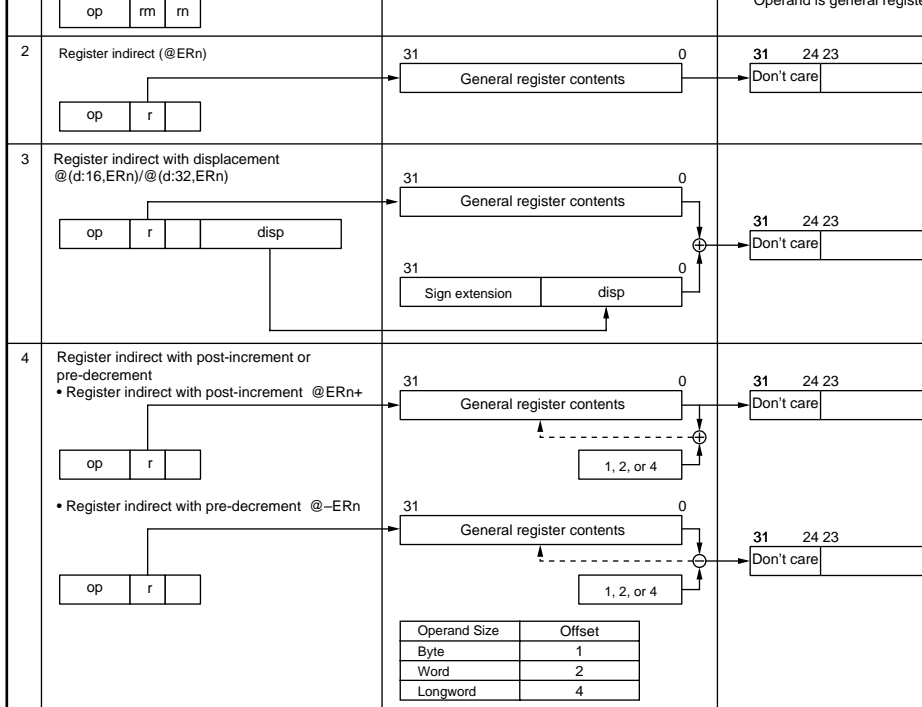 op rm rn
Operand is general
2
Register indirect (@ERn)
op r
31 0
General register contents
31 24 23
Don't care
3
Register indirect with displacement
@(d:16,ERn)/@(d:32,ERn)
op r disp
31 0
General register contents
31 0
Sign extension disp
31 24 23
Don't care
4
Register indirect with post-increment or
pre-decrement
• Register indirect with post-increment @ERn+
op r
31 0
General register contents
1, 2, or 4
31 24 23
Don't care
• Register indirect with pre-decrement @–ERn
op r
31 0
General register contents
1, 2, or 4
31 24 23
Don't care
Operand Size Offset
Byte 1
Word 2
Longword 4